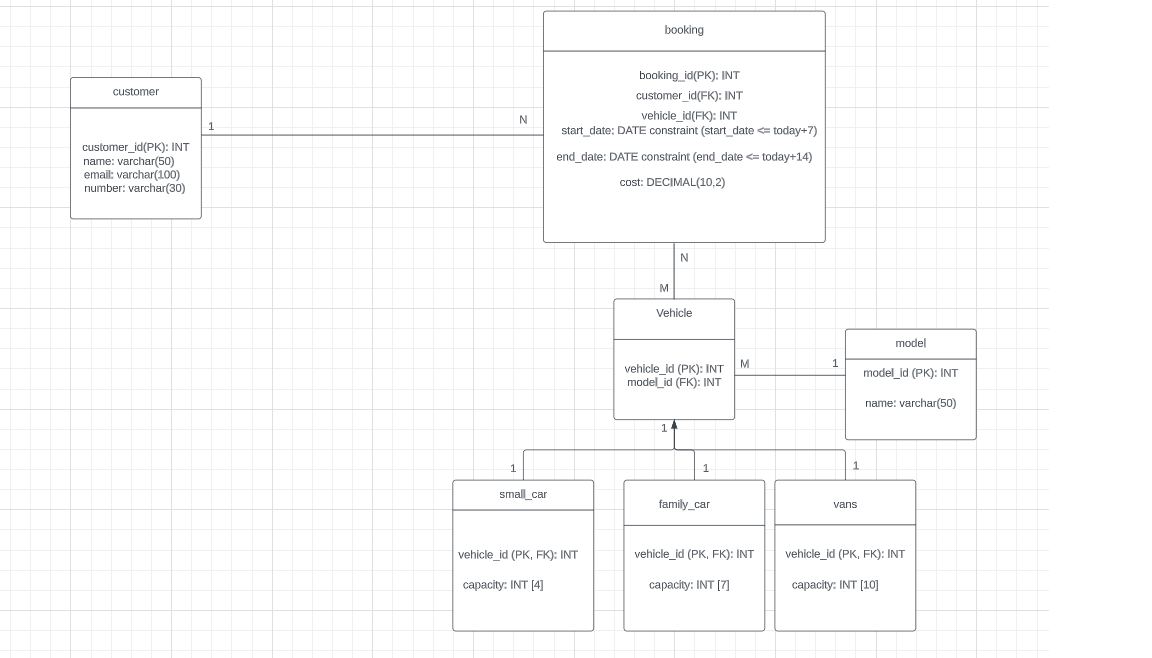 booking
booking_id(PK): INT
customer_id(FK): INT
vehicle_id(FK): INT
start_date: DATE constraint (start_date <= today+7)
end_date: DATE constraint (end_date <= today+14)
cost: DECIMAL(10,2)
customer
customer_id(PK): INT
name: varchar(50)
email: varchar(100)
number: varchar(30)
1
N
N
M
Vehicle
vehicle_id (PK): INT
model_id (FK): INT
M
1
model
model_id (PK): INT
name: varchar(50)
1
1
1
1
small_car
vehicle_id (PK, FK): INT
capacity: INT [4]
family_car
vehicle_id (PK, FK): INT
capacity: INT [7]
vans
vehicle_id (PK, FK): INT
capacity: INT [10]